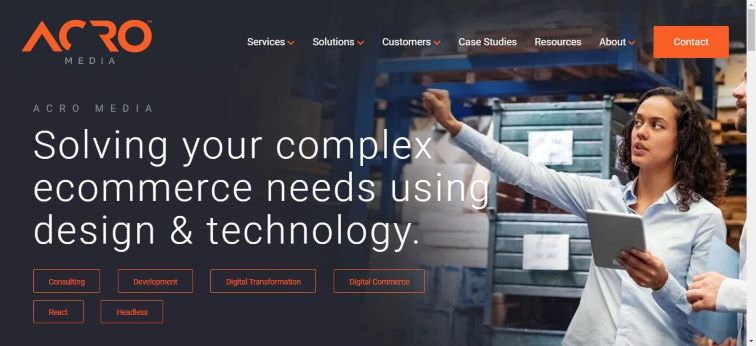 ACRO™
MEDIA
Services
Solutions
Customers
Case Studies
Resources
About
Contact
ACRO MEDIA
Solving your complex
ecommerce needs using
design & technology.
Consulting
Development
Digital Transformation
Digital Commerce
React
Headless